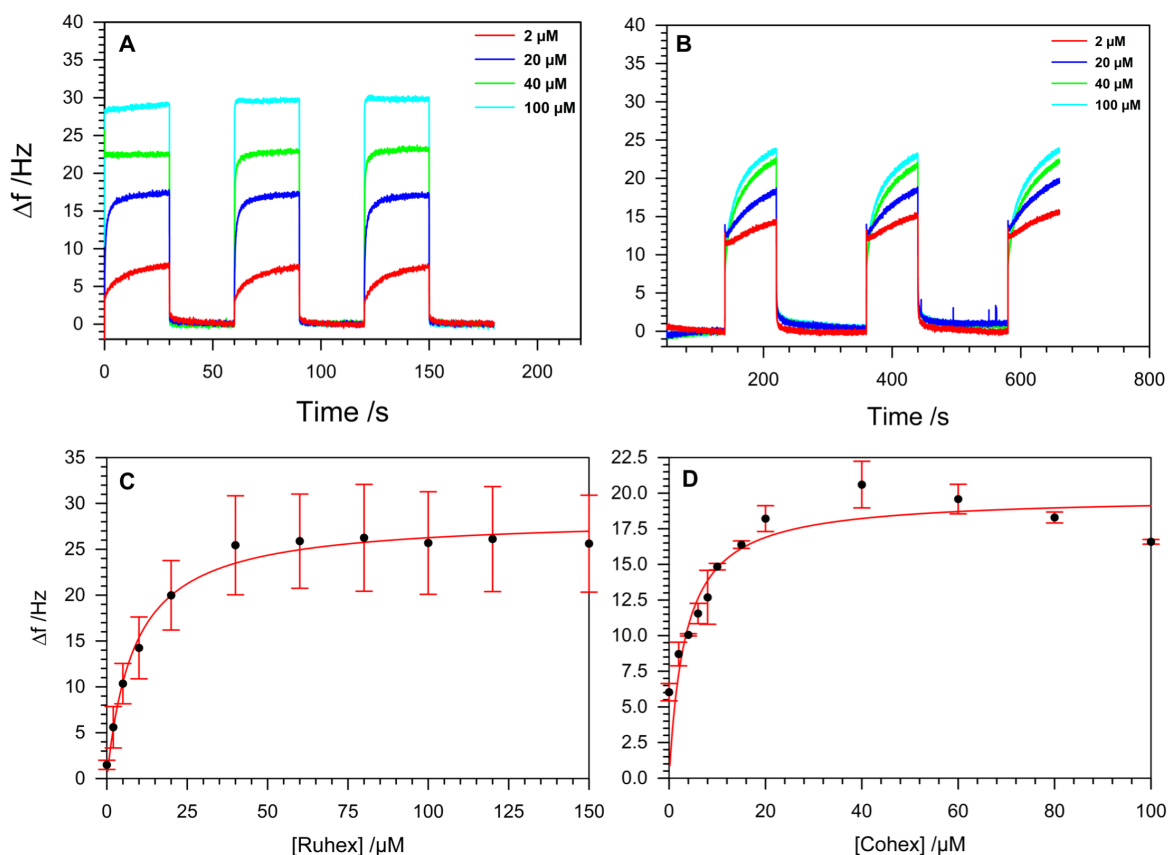 A
2 µM
20 µM
40 µM
100 µM
40
35
30
25
20
15
10
5
0
Δf /Hz
0 50 100 150 200
Time /s
B
2 µM
20 µM
40 µM
100 µM
40
35
30
25
20
15
10
5
0
200 400 600 800
Time /s
C
35
30
25
20
15
10
5
0
Δf /Hz
0 25 50 75 100 125 150
[Ruhex] /µM
D
22.5
20.0
17.5
15.0
12.5
10.0
7.5
5.0
2.5
0.0
0 20 40 60 80 100
[Cohex] /µM